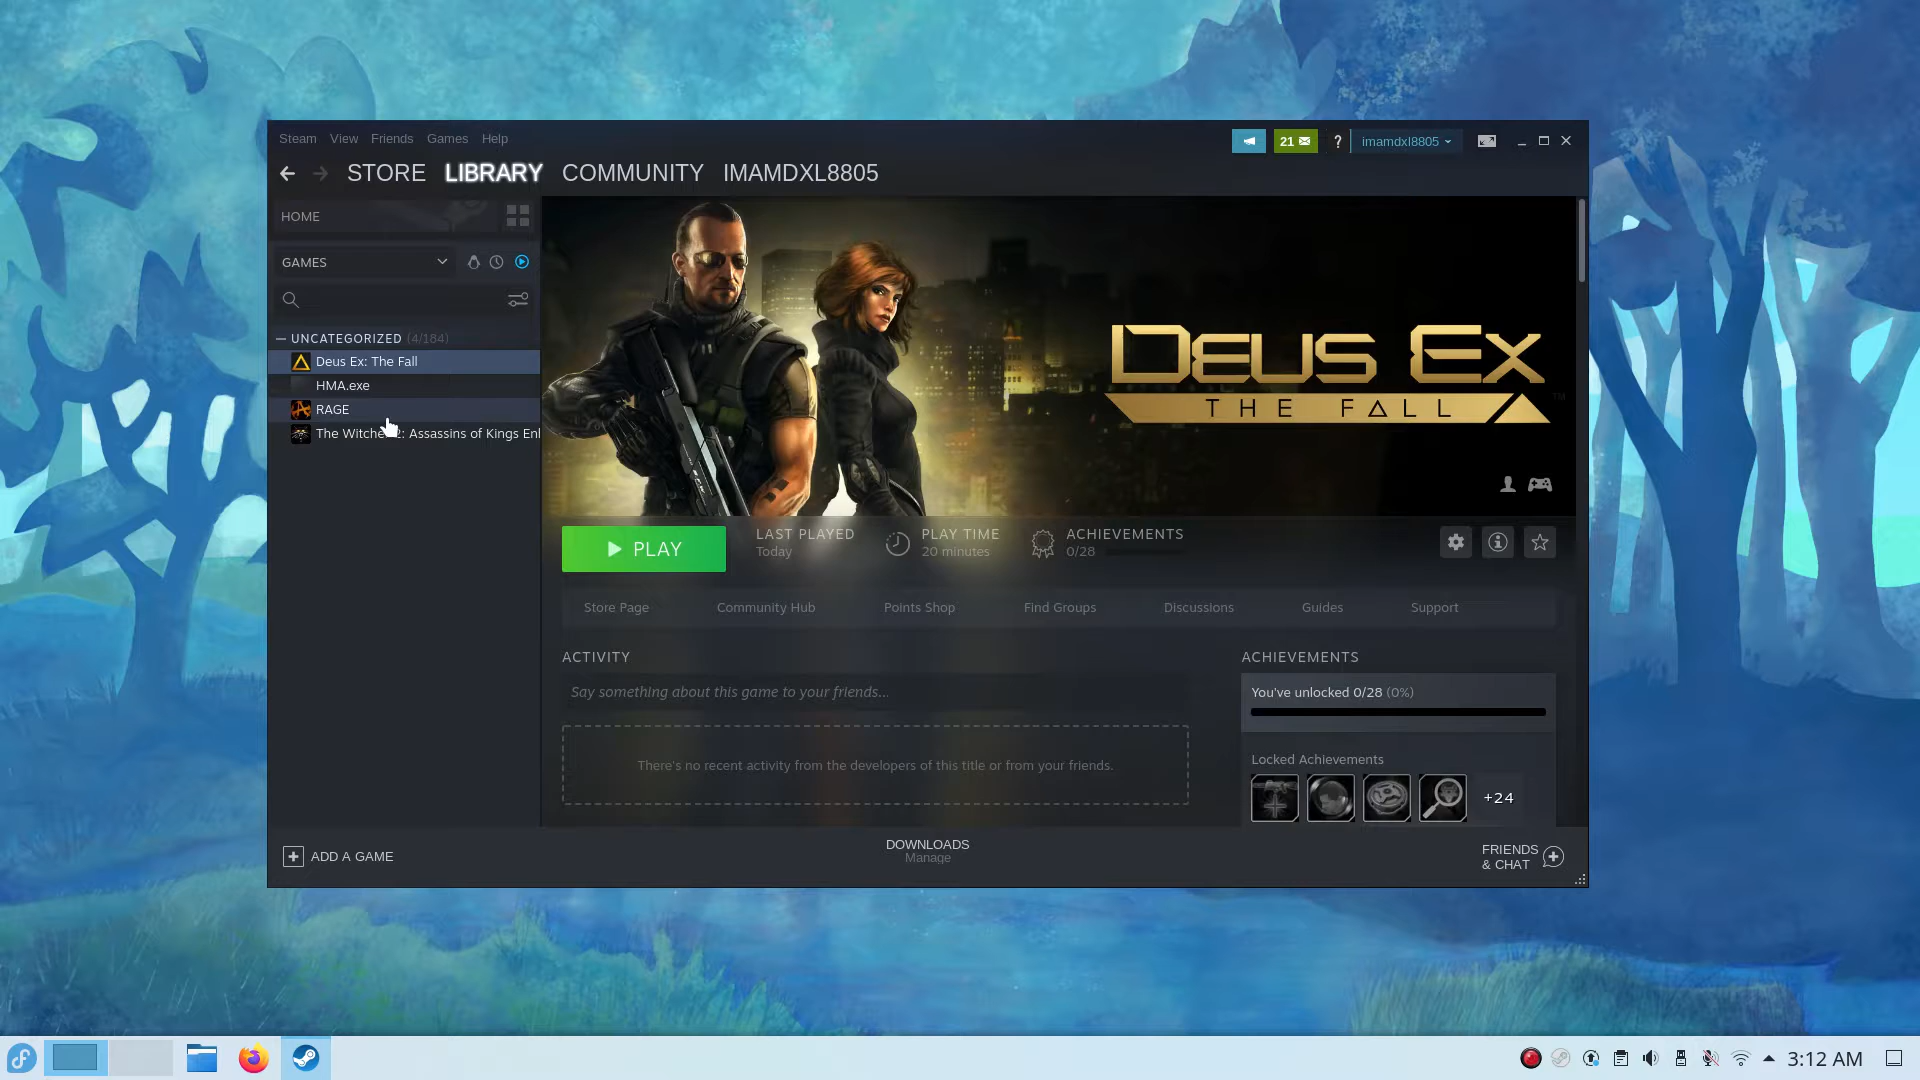 Steam View Friends Games Help
21
?
imamdxl8805
STORE LIBRARY COMMUNITY IMAMDXL8805
HOME
GAMES
UNCATEGORIZED (4/184)
Deus Ex: The Fall
HMA.exe
RAGE
The Witcher 2: Assassins of Kings Enl
DEUS EX
THE FALL
TM
PLAY
LAST PLAYED
Today
PLAY TIME
20 minutes
ACHIEVEMENTS
0/28
Store Page Community Hub Points Shop Find Groups Discussions Guides Support
ACTIVITY
Say something about this game to your friends...
There's no recent activity from the developers of this title or from your friends.
ACHIEVEMENTS
You've unlocked 0/28 (0%)
Locked Achievements
+24
ADD A GAME
DOWNLOADS
Manage
FRIENDS
& CHAT
3:12 AM